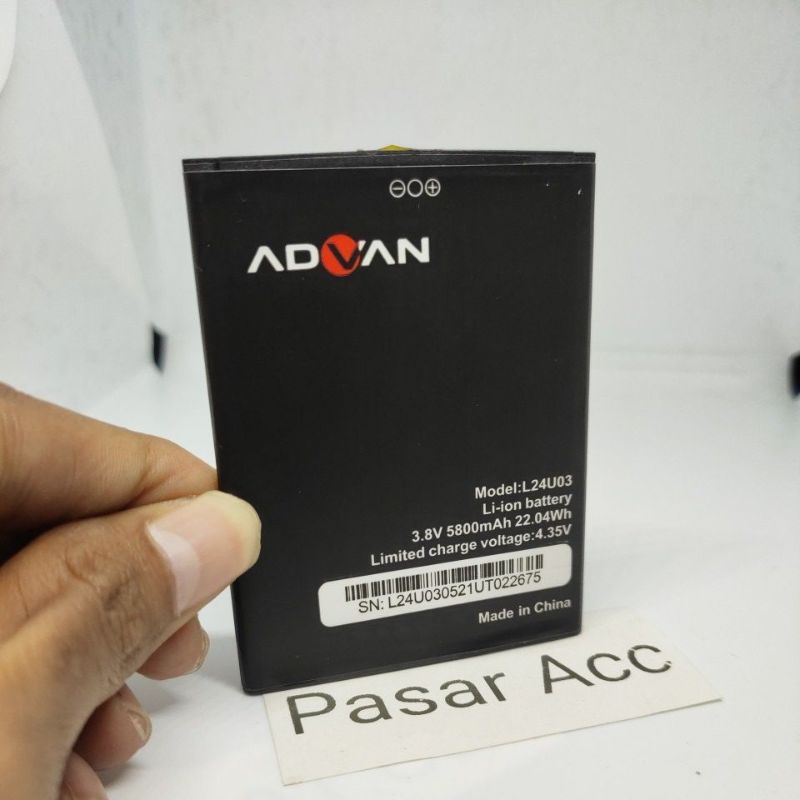 ADVAN
Model:L24U03
Li-ion battery
3.8V 5800mAh 22.04Wh
Limited charge voltage:4.35V
SN: L24U030521UT022675
Made in China
Pasar Acc